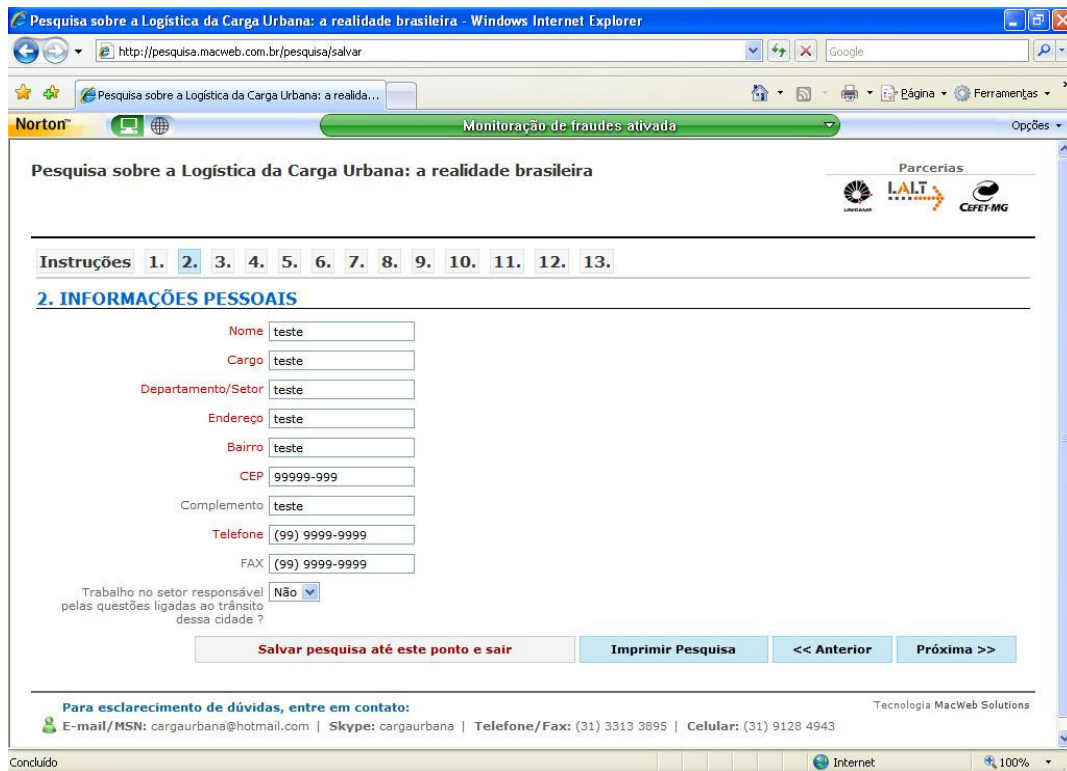 Pesquisa sobre a Logística da Carga Urbana: a realidade brasileira - Windows Internet Explorer
http://pesquisa.macweb.com.br/pesquisa/salvar
Google
Pesquisa sobre a Logística da Carga Urbana: a realida...
Página
Ferramentas
Norton™
Monitoração de fraudes ativada
Opções
Pesquisa sobre a Logística da Carga Urbana: a realidade brasileira
Parcerias
UNICAMP
LALT
CEFET-MG
Instruções 1. 2. 3. 4. 5. 6. 7. 8. 9. 10. 11. 12. 13.
2. INFORMAÇÕES PESSOAIS
Nome teste
Cargo teste
Departamento/Setor teste
Endereço teste
Bairro teste
CEP 99999-999
Complemento teste
Telefone (99) 9999-9999
FAX (99) 9999-9999
Trabalho no setor responsável Não
pelas questões ligadas ao trânsito
dessa cidade ?
Salvar pesquisa até este ponto e sair Imprimir Pesquisa << Anterior Próxima >>
Para esclarecimento de dúvidas, entre em contato:
Tecnologia MacWeb Solutions
E-mail/MSN: cargaurbana@hotmail.com | Skype: cargaurbana | Telefone/Fax: (31) 3313 3895 | Celular: (31) 9128 4943
Concluído
Internet
100%